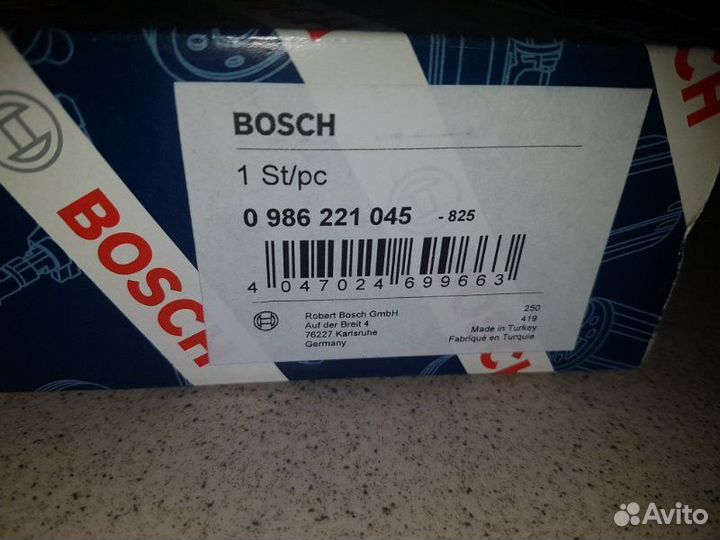 BOSCH
1 St/pc
0 986 221 045 - 825
4 047024 699663
Robert Bosch GmbH
Auf der Breit 4
76227 Karlsruhe
Germany
250
419
Made in Turkey
Fabriqué en Turquie
BOSCH
BOSCH
CH
Avito